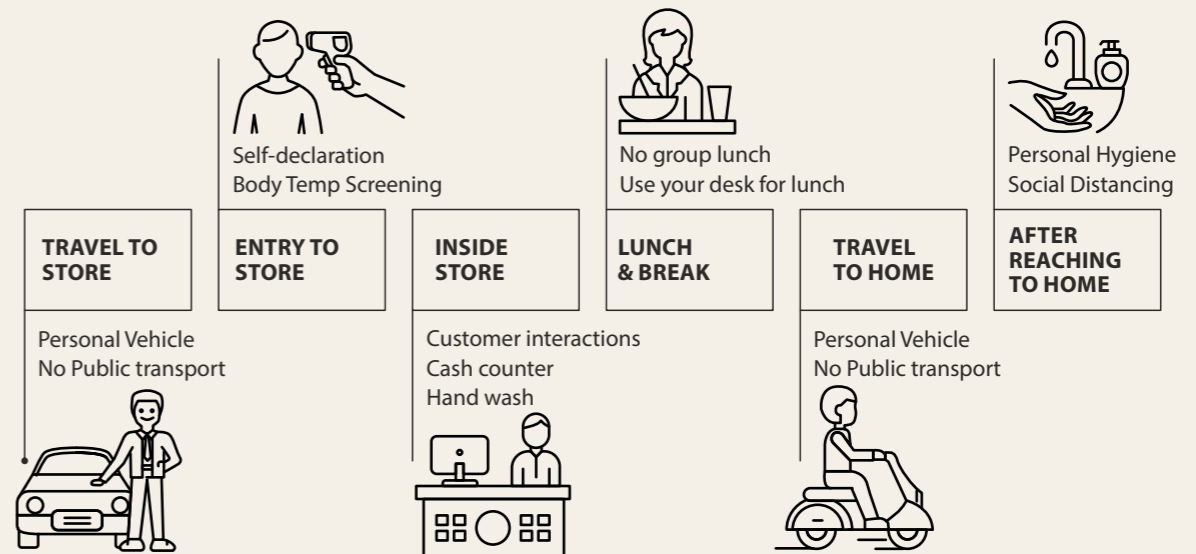 Self-declaration
Body Temp Screening
No group lunch
Use your desk for lunch
Personal Hygiene
Social Distancing
TRAVEL TO
STORE
ENTRY TO
STORE
INSIDE
STORE
LUNCH
& BREAK
TRAVEL
TO HOME
AFTER
REACHING
TO HOME
Personal Vehicle
No Public transport
Customer interactions
Cash counter
Hand wash
Personal Vehicle
No Public transport